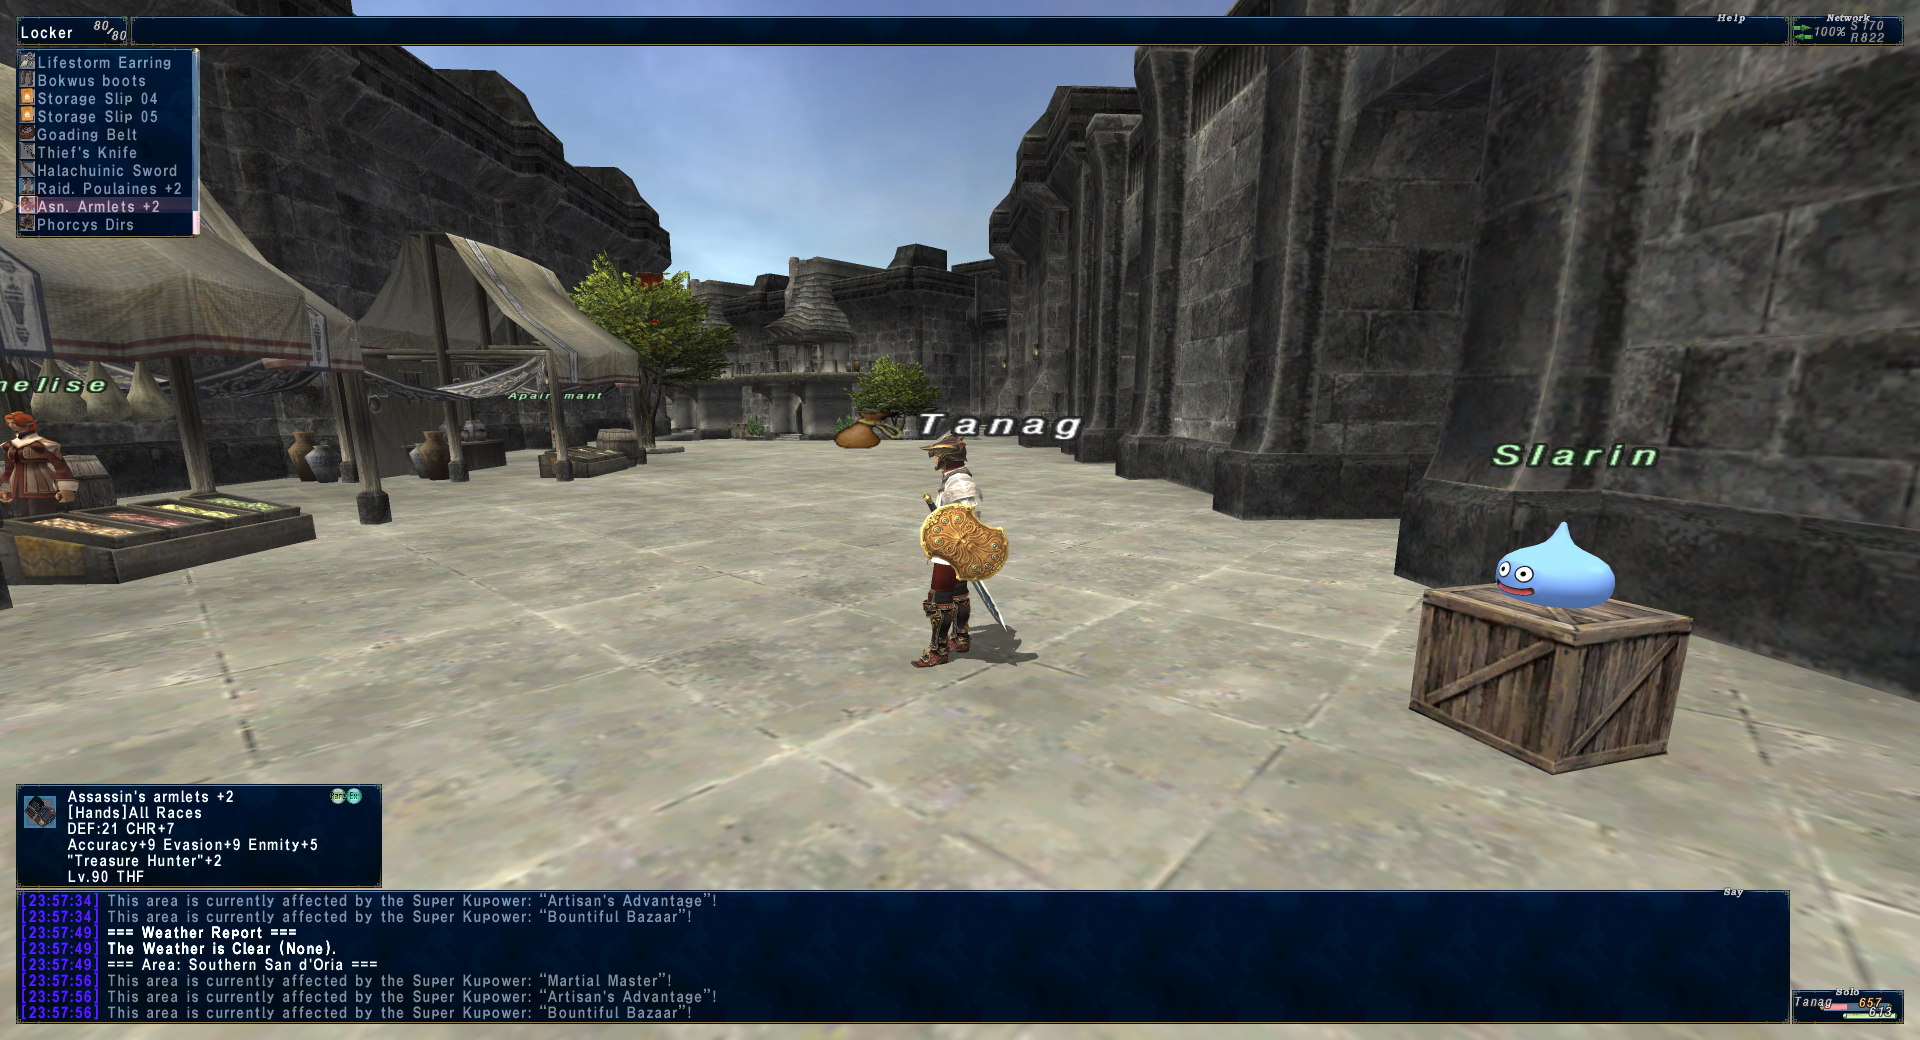 Locker 80/80
Help
Network
100% S 170
R 822
Lifestorm Earring
Bokwus boots
Storage Slip 04
Storage Slip 05
Goading Belt
Thief's Knife
Halachuinic Sword
Raid. Poulaines +2
Asn. Armlets +2
Phorcys Dirs
nelise
Apair mant
Tanag
Slarin
Assassin's armlets +2 Rare Ex
[Hands]All Races
DEF:21 CHR+7
Accuracy+9 Evasion+9 Enmity+5
"Treasure Hunter"+2
Lv.90 THF
Say
[23:57:34] This area is currently affected by the Super Kupower: “Artisan's Advantage”!
[23:57:34] This area is currently affected by the Super Kupower: “Bountiful Bazaar”!
[23:57:49] === Weather Report ===
[23:57:49] The Weather is Clear (None).
[23:57:49] === Area: Southern San d'Oria ===
[23:57:56] This area is currently affected by the Super Kupower: “Martial Master”!
[23:57:56] This area is currently affected by the Super Kupower: “Artisan's Advantage”!
[23:57:56] This area is currently affected by the Super Kupower: “Bountiful Bazaar”!
Solo
Tanag 657
613